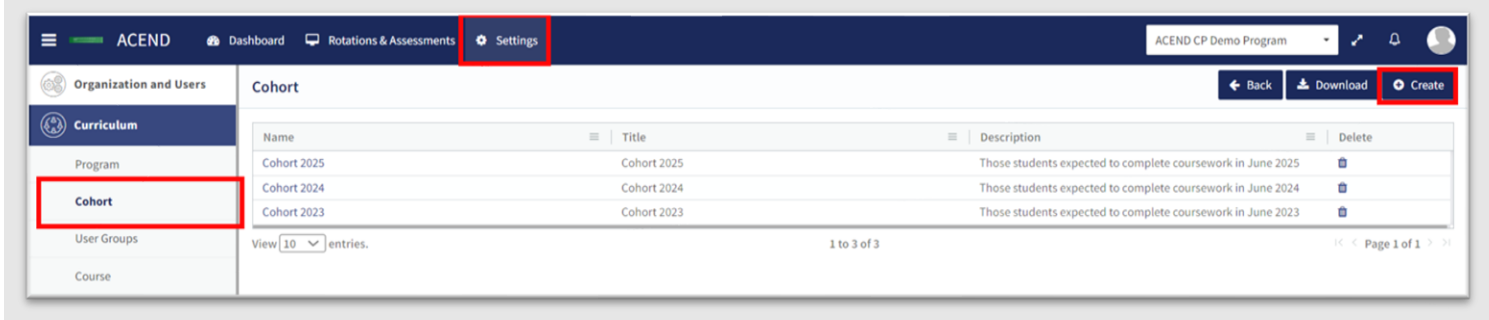 ACEND Dashboard Rotations & Assessments Settings ACEND CP Demo Program
Organization and Users
Curriculum
Program
Cohort
User Groups
Course
Cohort Back Download Create
Name Title Description Delete
Cohort 2025 Cohort 2025 Those students expected to complete coursework in June 2025
Cohort 2024 Cohort 2024 Those students expected to complete coursework in June 2024
Cohort 2023 Cohort 2023 Those students expected to complete coursework in June 2023
View 10 entries. 1 to 3 of 3 Page 1 of 1